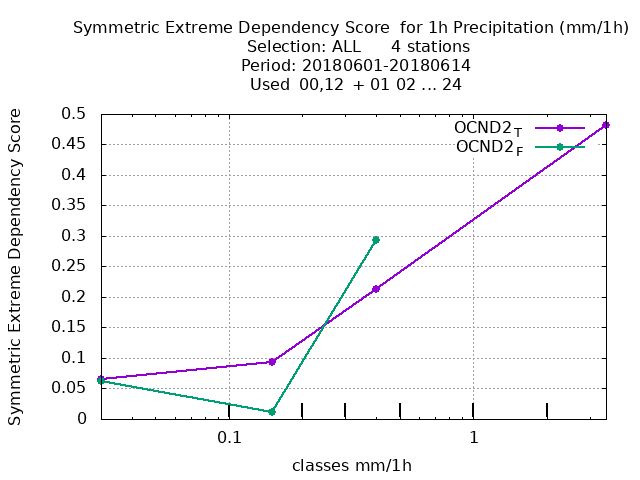 Symmetric Extreme Dependency Score  for 1h Precipitation (mm/1h)
Selection: ALL      4 stations
Period: 20180601-20180614
Used  00,12  + 01 02 ... 24
Symmetric Extreme Dependency Score
0.5
0.45
0.4
0.35
0.3
0.25
0.2
0.15
0.1
0.05
0
OCND2T
OCND2F
0.1
1
classes mm/1h